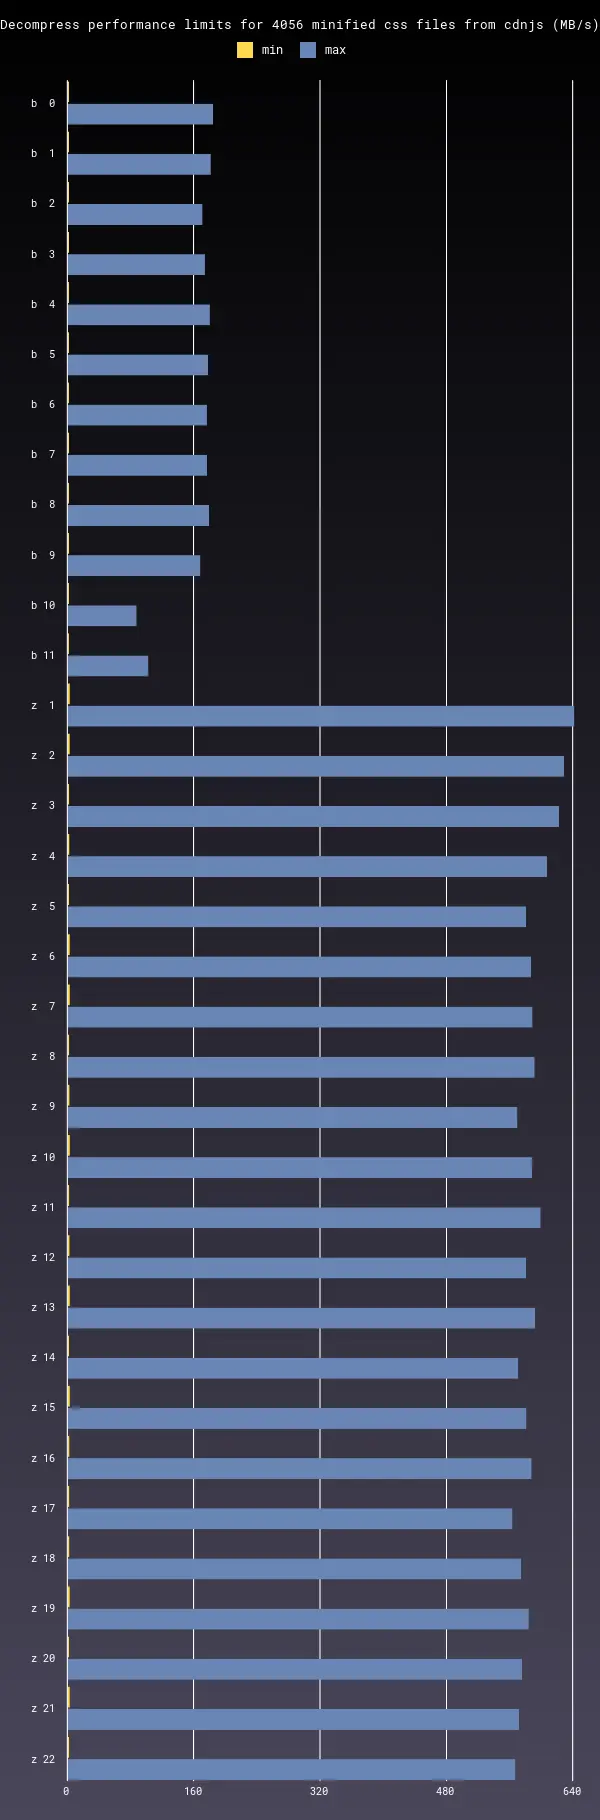 Decompress performance limits for 4056 minified css files from cdnjs (MB/s)
min max
b 0
b 1
b 2
b 3
b 4
b 5
b 6
b 7
b 8
b 9
b 10
b 11
z 1
z 2
z 3
z 4
z 5
z 6
z 7
z 8
z 9
z 10
z 11
z 12
z 13
z 14
z 15
z 16
z 17
z 18
z 19
z 20
z 21
z 22
0 160 320 480 640